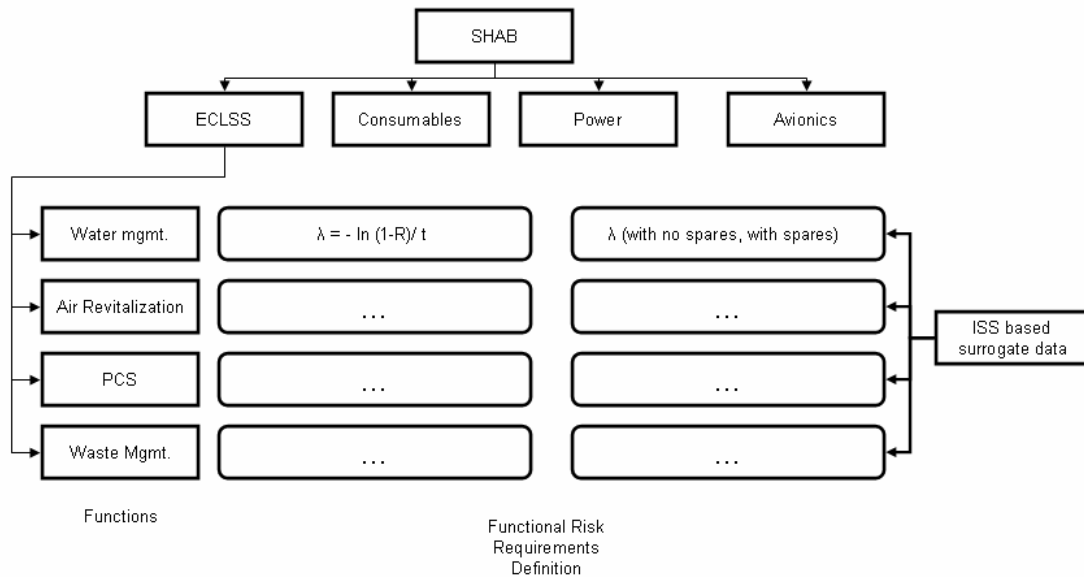 SHAB
ECLSS
Consumables
Power
Avionics
Water mgmt.
λ = - ln (1-R)/ t
λ (with no spares, with spares)
Air Revitalization
...
...
ISS based
surrogate data
PCS
...
...
Waste Mgmt.
...
...
Functions
Functional Risk
Requirements
Definition